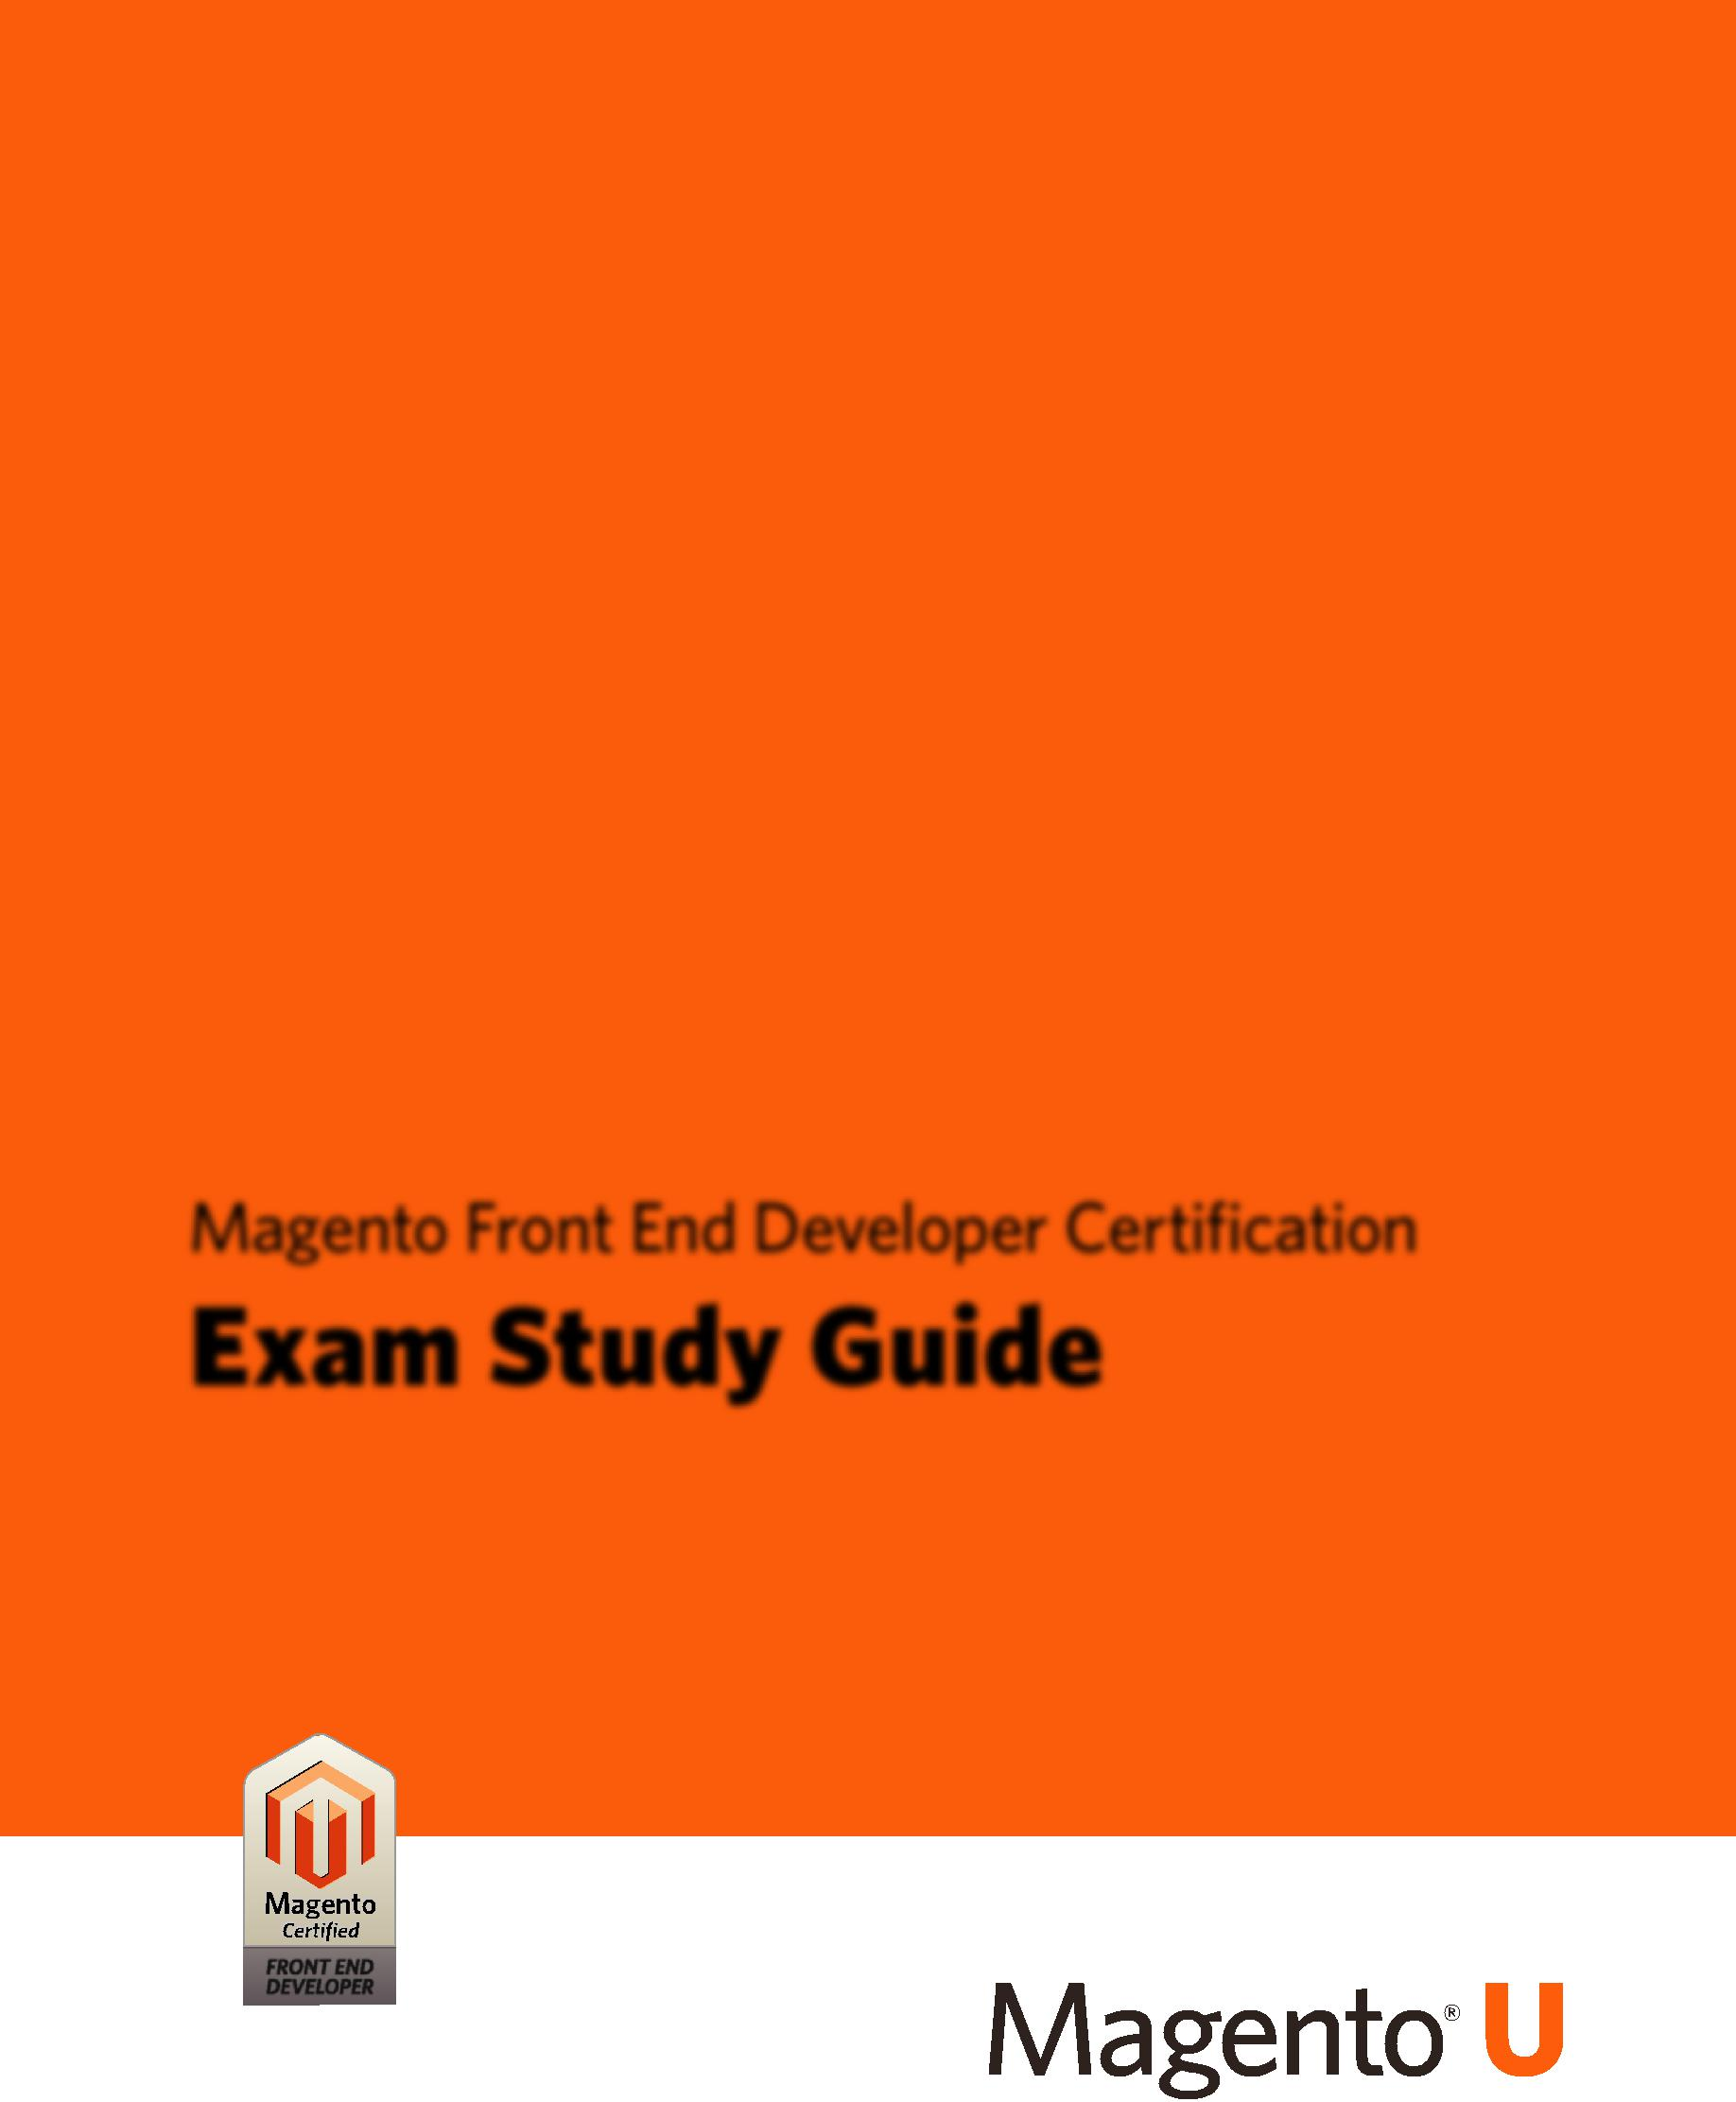 Magento Front End Developer Certification
Exam Study Guide
Magento
Certified
FRONT END
DEVELOPER
Magento® U